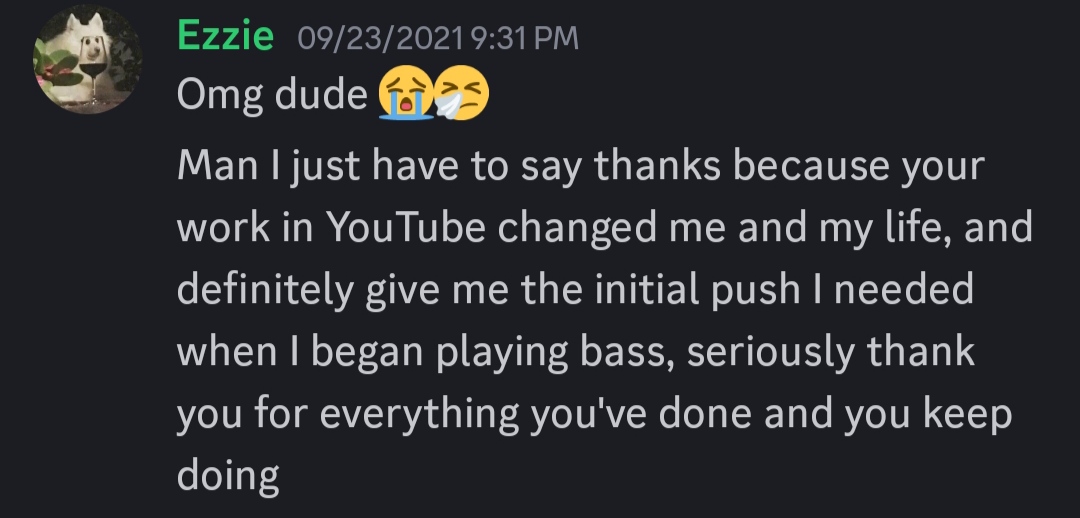 Ezzie 09/23/2021 9:31 PM
Omg dude 😭🤧
Man I just have to say thanks because your
work in YouTube changed me and my life, and
definitely give me the initial push I needed
when I began playing bass, seriously thank
you for everything you've done and you keep
doing